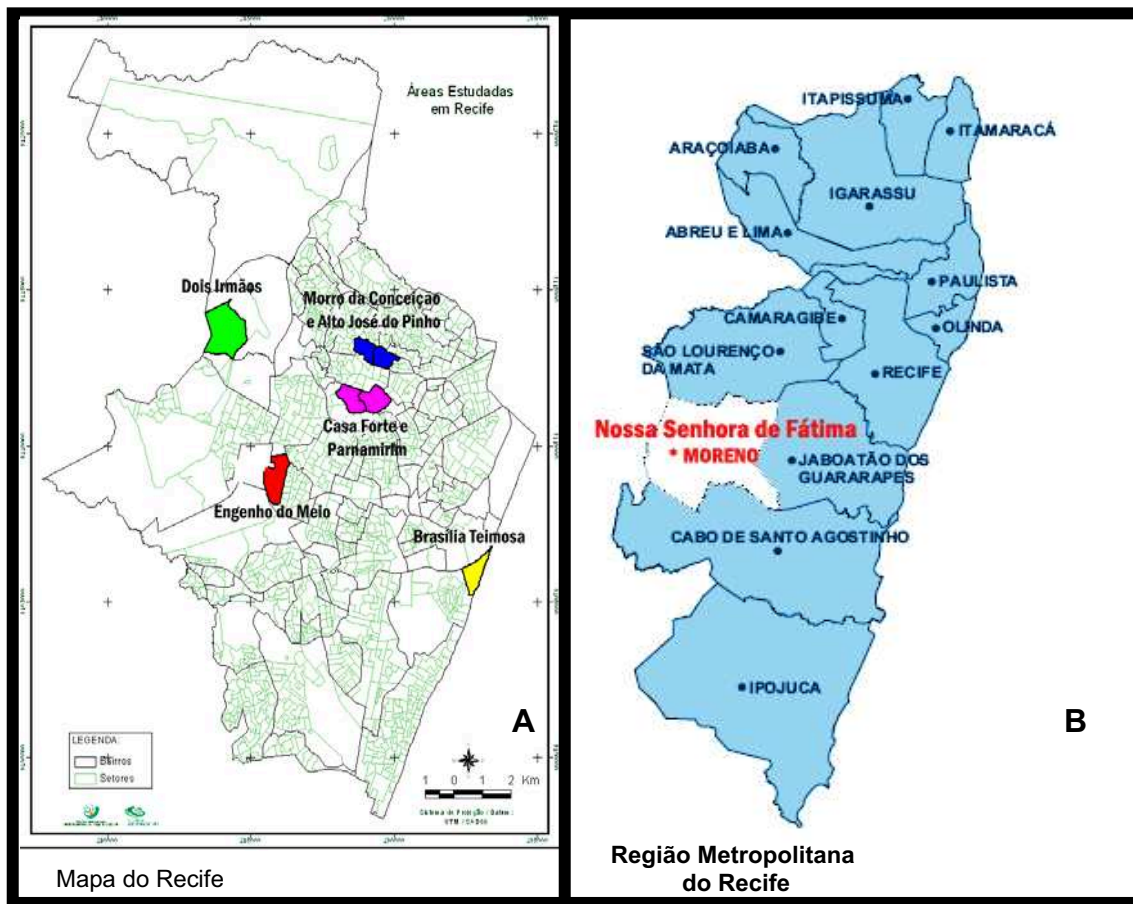 Áreas Estudadas
em Recife
Dois Irmãos
Morro da Conceição
e Alto José do Pinho
Casa Forte e
Parnamirim
Engenho do Meio
Brasília Teimosa
A
LEGENDA:
Bairros
Setores
1 0 1 2 Km
Mapa do Recife
ITAPISSUMA
ITAMARACÁ
ARAÇOIABA
IGARASSU
ABREU E LIMA
PAULISTA
CAMARAGIBE
OLINDA
SÃO LOURENÇO
DA MATA
RECIFE
Nossa Senhora de Fátima
* MORENO
JABOATÃO DOS
GUARARAPES
CABO DE SANTO AGOSTINHO
IPOJUCA
B
Região Metropolitana
do Recife